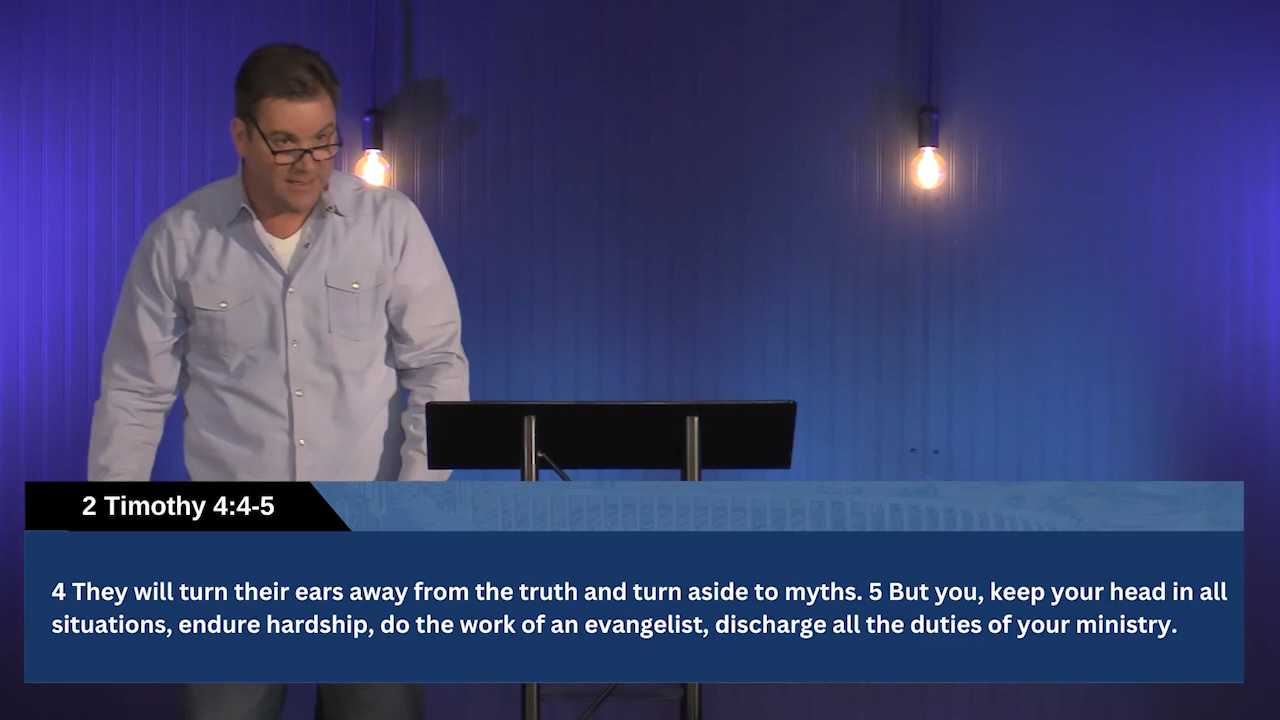 2 Timothy 4:4-5
4 They will turn their ears away from the truth and turn aside to myths. 5 But you, keep your head in all
situations, endure hardship, do the work of an evangelist, discharge all the duties of your ministry.